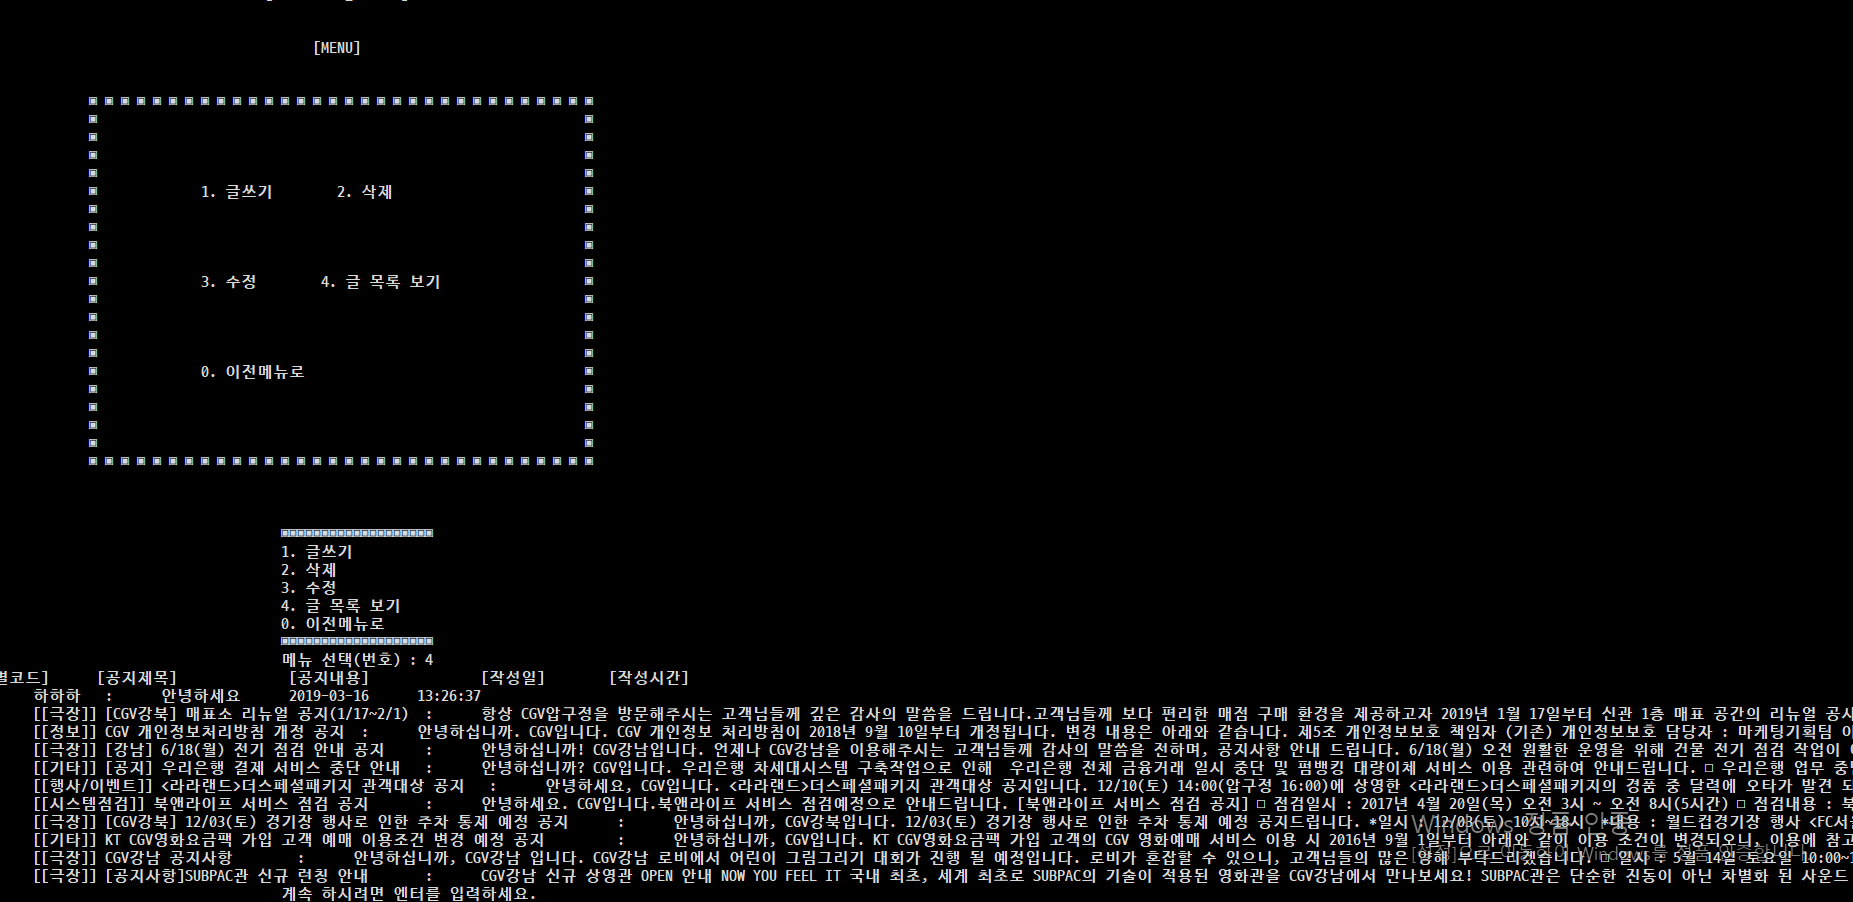 [MENU]
1. 글쓰기 2. 삭제
3. 수정 4. 글 목록 보기
0. 이전메뉴로
1. 글쓰기
2. 삭제
3. 수정
4. 글 목록 보기
0. 이전메뉴로
메뉴 선택(번호) : 4
별코드] [공지제목] [공지내용] [작성일] [작성시간]
하하하 : 안녕하세요 2019-03-16 13:26:37
[[극장]] [CGV강북] 매표소 리뉴얼 공지(1/17~2/1) : 항상 CGV압구정을 방문해주시는 고객님들께 깊은 감사의 말씀을 드립니다.고객님들께 보다 편리한 매점 구매 환경을 제공하고자 2019년 1월 17일부터 신관 1층 매표 공간의 리뉴얼 공사
[[정보]] CGV 개인정보처리방침 개정 공지 : 안녕하십니까. CGV입니다. CGV 개인정보 처리방침이 2018년 9월 10일부터 개정됩니다. 변경 내용은 아래와 같습니다. 제5조 개인정보보호 책임자 (기존) 개인정보보호 담당자 : 마케팅기획팀 이
[[극장]] [강남] 6/18(월) 전기 점검 안내 공지 : 안녕하십니까! CGV강남입니다. 언제나 CGV강남을 이용해주시는 고객님들께 감사의 말씀을 전하며, 공지사항 안내 드립니다. 6/18(월) 오전 원활한 운영을 위해 건물 전기 점검 작업이
[[기타]] [공지] 우리은행 결제 서비스 중단 안내 : 안녕하십니까? CGV입니다. 우리은행 차세대시스템 구축작업으로 인해 우리은행 전체 금융거래 일시 중단 및 펌뱅킹 대량이체 서비스 이용 관련하여 안내드립니다. □ 우리은행 업무 중단
[[행사/이벤트]] <라라랜드>더스페셜패키지 관객대상 공지 : 안녕하세요, CGV입니다. <라라랜드>더스페셜패키지 관객대상 공지입니다. 12/10(토) 14:00(압구정 16:00)에 상영한 <라라랜드>더스페셜패키지의 경품 중 달력에 오타가 발견 되
[[시스템점검]] 북앤라이프 서비스 점검 공지 : 안녕하세요. CGV입니다.북앤라이프 서비스 점검예정으로 안내드립니다. [북앤라이프 서비스 점검 공지] □ 점검일시 : 2017년 4월 20일(목) 오전 3시 ~ 오전 8시(5시간) □ 점검내용 : 북
[[극장]] [CGV강북] 12/03(토) 경기장 행사로 인한 주차 통제 예정 공지 : 안녕하십니까, CGV강북입니다. 12/03(토) 경기장 행사로 인한 주차 통제 예정 공지드립니다. *일시 : 12/03(토) 10시~18시 *내용 : 월드컵경기장 행사 <FC서울
[[기타]] KT CGV영화요금팩 가입 고객 예매 이용조건 변경 예정 공지 : 안녕하십니까, CGV입니다. KT CGV영화요금팩 가입 고객의 CGV 영화예매 서비스 이용 시 2016년 9월 1일부터 아래와 같이 이용 조건이 변경되오니, 이용에 참고
[[극장]] CGV강남 공지사항 : 안녕하십니까, CGV강남 입니다. CGV강남 로비에서 어린이 그림그리기 대회가 진행 될 예정입니다. 로비가 혼잡할 수 있으니, 고객님들의 많은 양해 부탁드리겠습니다. □ 일시 : 5월 14일 토요일 10:00~1
[[극장]] [공지사항]SUBPAC관 신규 런칭 안내 : CGV강남 신규 상영관 OPEN 안내 NOW YOU FEEL IT 국내 최초, 세계 최초로 SUBPAC의 기술이 적용된 영화관을 CGV강남에서 만나보세요! SUBPAC관은 단순한 진동이 아닌 차별화 된 사운드
계속 하시려면 엔터를 입력하세요.
Windows 정품 인증